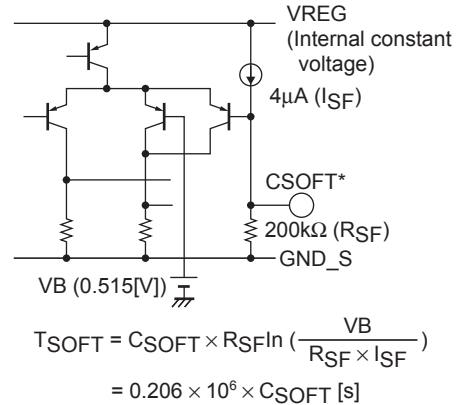 VREG
(Internal constant
voltage)
4μA (ISF)
CSOFT*
200kΩ (RSF)
GND_S
VB (0.515[V])
TSOFT = CSOFT × RSFln ( VB / RSF × ISF )
= 0.206 × 10⁶ × CSOFT [s]